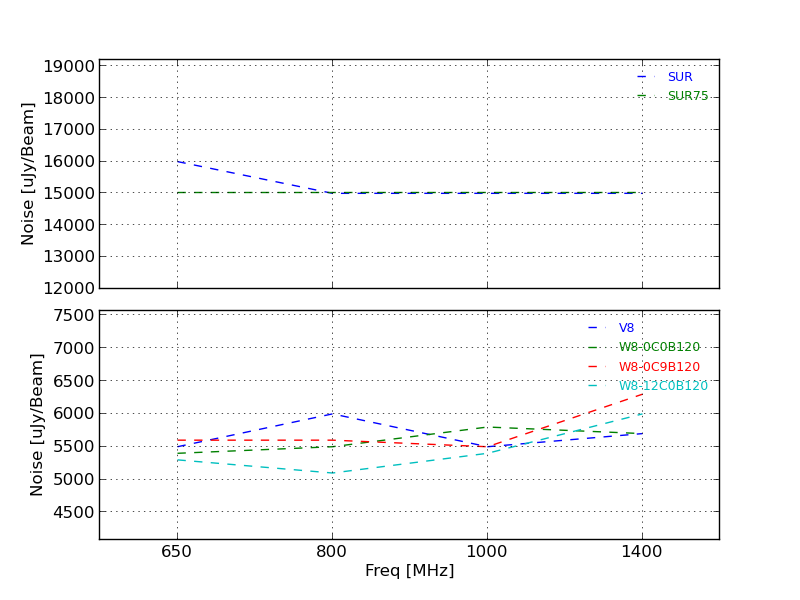 19000
18000
17000
16000
15000
14000
13000
12000
Noise [uJy/Beam]
SUR
SUR75
7500
7000
6500
6000
5500
5000
4500
Noise [uJy/Beam]
V8
W8-0C0B120
W8-0C9B120
W8-12C0B120
650 800 1000 1400
Freq [MHz]